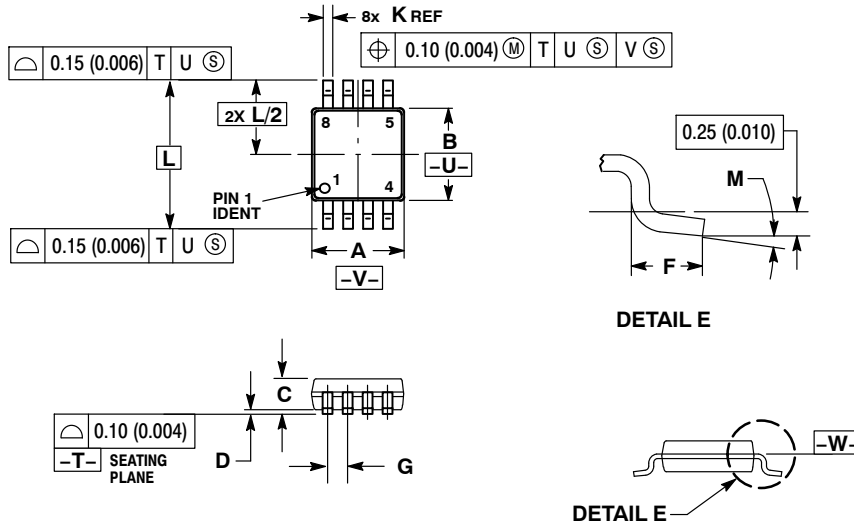 8x K REF
⌖ 0.10 (0.004) Ⓜ T U Ⓢ V Ⓢ
⌓ 0.15 (0.006) T U Ⓢ
2X L/2
8 5
B
-U-
L
0.25 (0.010)
M
PIN 1
IDENT
1 4
⌓ 0.15 (0.006) T U Ⓢ
A
-V-
F
DETAIL E
C
⌓ 0.10 (0.004)
-T- SEATING
PLANE
D
G
-W-
DETAIL E